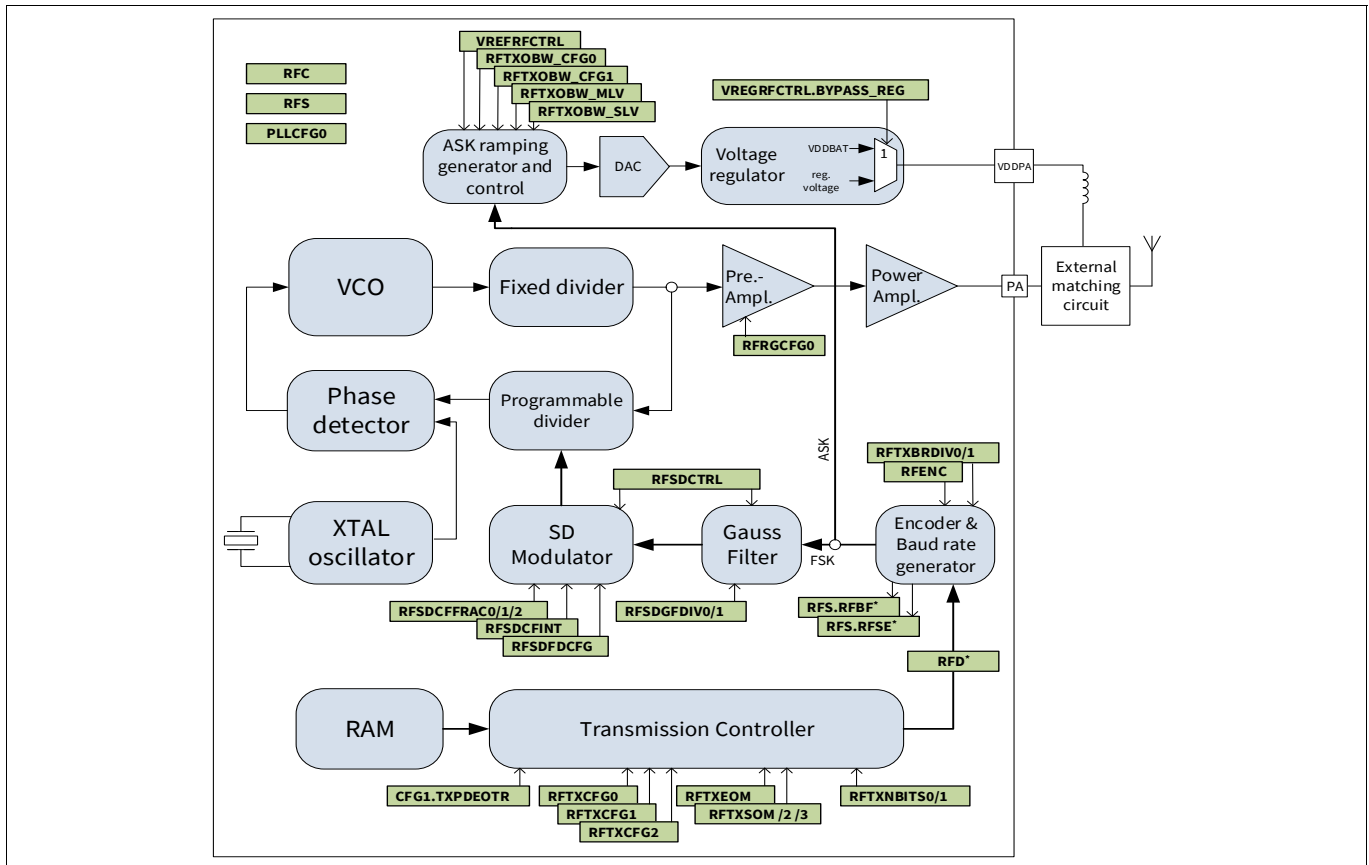 VREFRFCTRL
RFTXOBW_CFG0
RFTXOBW_CFG1
RFTXOBW_MLV
RFTXOBW_SLV
RFC
RFS
PLLCFG0
VREGRFCTRL.BYPASS_REG
ASK ramping
generator and
control
DAC
Voltage
regulator
VDDBAT
reg.
voltage
1
VDDPA
VCO
Fixed divider
Pre.-
Ampl.
Power
Ampl.
PA
External
matching
circuit
RFRGCFG0
Phase
detector
Programmable
divider
ASK
RFTXBRDIV0/1
RFENC
RFSDCTRL
XTAL
oscillator
SD
Modulator
Gauss
Filter
FSK
Encoder &
Baud rate
generator
RFSDCFFRAC0/1/2
RFSDCFINT
RFSDFDCFG
RFSDGFDIV0/1
RFS.RFBF*
RFS.RFSE*
RFD*
RAM
Transmission Controller
CFG1.TXPDEOTR
RFTXCFG0
RFTXCFG1
RFTXCFG2
RFTXEOM
RFTXSOM /2 /3
RFTXNBITS0/1